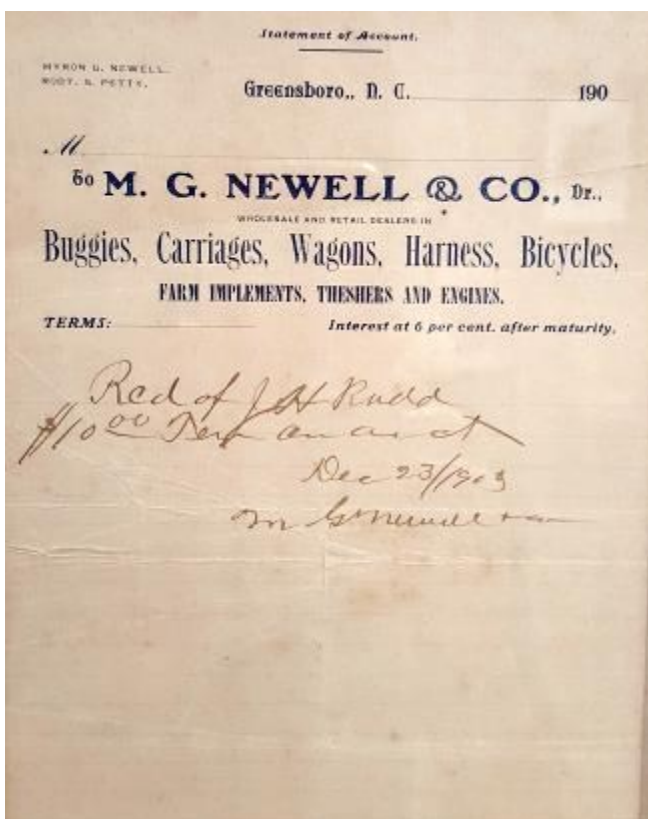 Statement of Account.
MYRON G. NEWELL.
ROBT. S. PETTY.
Greensboro., N. C. 190
M
To M. G. NEWELL & CO., Dr.,
WHOLESALE AND RETAIL DEALERS IN
Buggies, Carriages, Wagons, Harness, Bicycles,
FARM IMPLEMENTS, THESHERS AND ENGINES.
TERMS: Interest at 6 per cent. after maturity.
Recd of J H Rudd
$10 00 Ten on acct
Dec 23/1903
M G Newell & Co